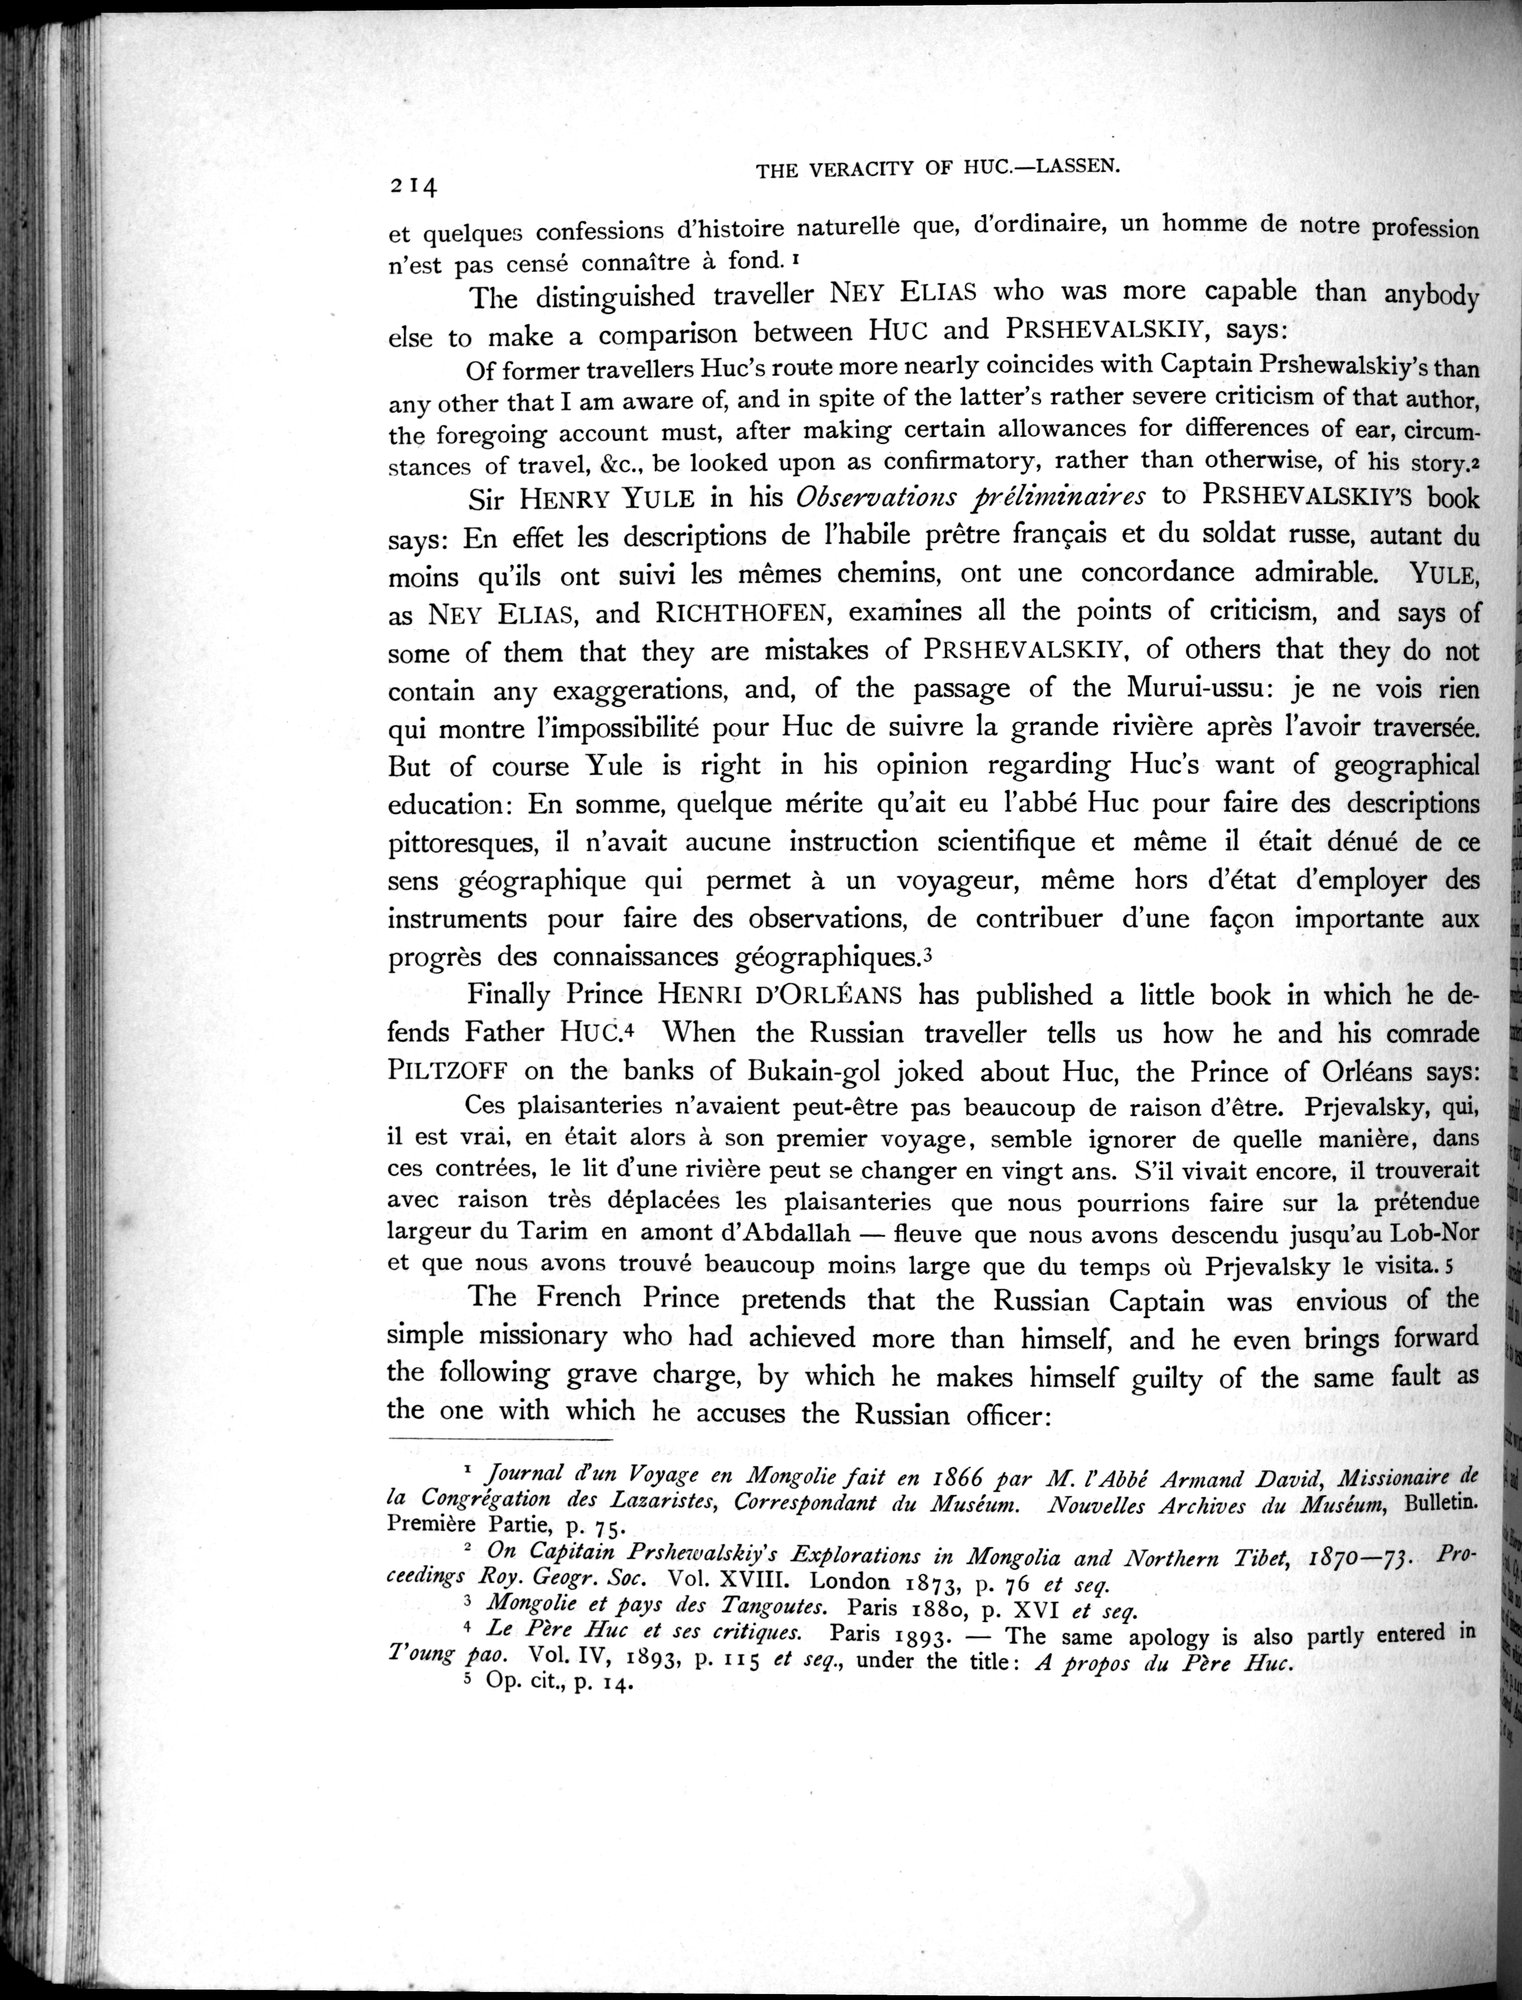 214
THE VERACITY OF HUC.—LASSEN.
et quelques confessions d'histoire naturelle que, d'ordinaire, un homme de notre profession
n'est pas censé connaître à fond. 1
The distinguished traveller NEY ELIAS who was more capable than anybody
else to make a comparison between HUC and PRSHEVALSKIY, says:
Of former travellers Huc's route more nearly coincides with Captain Prshewalskiy's than
any other that I am aware of, and in spite of the latter's rather severe criticism of that author,
the foregoing account must, after making certain allowances for differences of ear, circum-
stances of travel, &c., be looked upon as confirmatory, rather than otherwise, of his story.2
Sir HENRY YULE in his Observations préliminaires to PRSHEVALSKIY'S book
says: En effet les descriptions de l'habile prêtre français et du soldat russe, autant du
moins qu'ils ont suivi les mêmes chemins, ont une concordance admirable. YULE,
as NEY ELIAS, and RICHTHOFEN, examines all the points of criticism, and says of
some of them that they are mistakes of PRSHEVALSKIY, of others that they do not
contain any exaggerations, and, of the passage of the Murui-ussu: je ne vois rien
qui montre l'impossibilité pour Huc de suivre la grande rivière après l'avoir traversée.
But of course Yule is right in his opinion regarding Huc's want of geographical
education: En somme, quelque mérite qu'ait eu l'abbé Huc pour faire des descriptions
pittoresques, il n'avait aucune instruction scientifique et même il était dénué de ce
sens géographique qui permet à un voyageur, même hors d'état d'employer des
instruments pour faire des observations, de contribuer d'une façon importante aux
progrès des connaissances géographiques.3
Finally Prince HENRI D'ORLÉANS has published a little book in which he de-
fends Father HUC.4 When the Russian traveller tells us how he and his comrade
PILTZOFF on the banks of Bukain-gol joked about Huc, the Prince of Orléans says:
Ces plaisanteries n'avaient peut-être pas beaucoup de raison d'être. Prjevalsky, qui,
il est vrai, en était alors à son premier voyage, semble ignorer de quelle manière, dans
ces contrées, le lit d'une rivière peut se changer en vingt ans. S'il vivait encore, il trouverait
avec raison très déplacées les plaisanteries que nous pourrions faire sur la prétendue
largeur du Tarim en amont d'Abdallah — fleuve que nous avons descendu jusqu'au Lob-Nor
et que nous avons trouvé beaucoup moins large que du temps où Prjevalsky le visita. 5
The French Prince pretends that the Russian Captain was envious of the
simple missionary who had achieved more than himself, and he even brings forward
the following grave charge, by which he makes himself guilty of the same fault as
the one with which he accuses the Russian officer:
1 Journal d'un Voyage en Mongolie fait en 1866 par M. l'Abbé Armand David, Missionaire de
la Congrégation des Lazaristes, Correspondant du Muséum. Nouvelles Archives du Muséum, Bulletin.
Première Partie, p. 75.
2 On Capitain Prshewalskiy's Explorations in Mongolia and Northern Tibet, 1870—73. Pro-
ceedings Roy. Geogr. Soc. Vol. XVIII. London 1873, p. 76 et seq.
3 Mongolie et pays des Tangoutes. Paris 1880, p. XVI et seq.
4 Le Père Huc et ses critiques. Paris 1893. — The same apology is also partly entered in
T'oung pao. Vol. IV, 1893, p. 115 et seq., under the title: A propos du Père Huc.
5 Op. cit., p. 14.